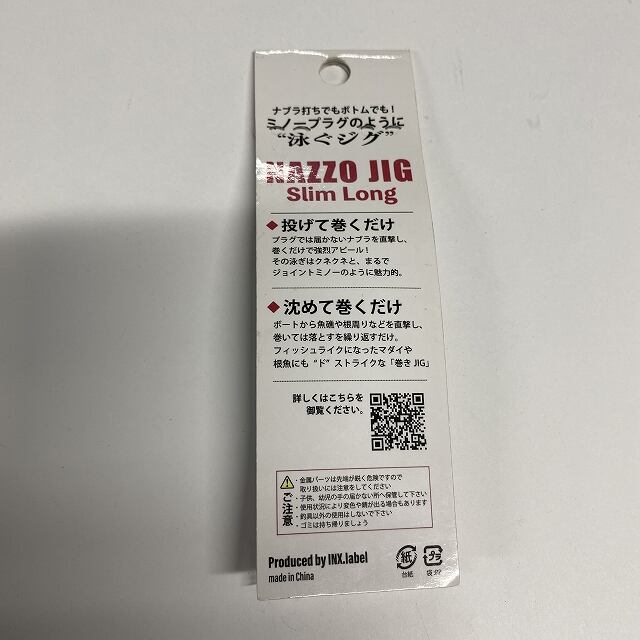 ナブラ打ちでもボトムでも!
ミノープラグのように
“泳ぐジグ”
NAZZO JIG
Slim Long
◆投げて巻くだけ
プラグでは届かないナブラを直撃し、
巻くだけで強烈アピール!
その泳ぎはクネクネと、まるで
ジョイントミノーのように魅力的。
◆沈めて巻くだけ
ボートから魚礁や根周りなどを直撃し、
巻いては落とすを繰り返すだけ。
フィッシュライクになったマダイや
根魚にも “ド” ストライクな「巻きJIG」
詳しくはこちらを
御覧ください。
ご注意
・金属パーツは先端が鋭く危険ですので
取り扱いには注意をしてください
・子供、幼児の手の届かない所へ保管して下さい
・使用状況により変色や錆が出る場合もあります
・釣具以外の使用はしないで下さい
・ゴミは持ち帰りましょう
Produced by INX.label
made in China
紙
台紙
プラ